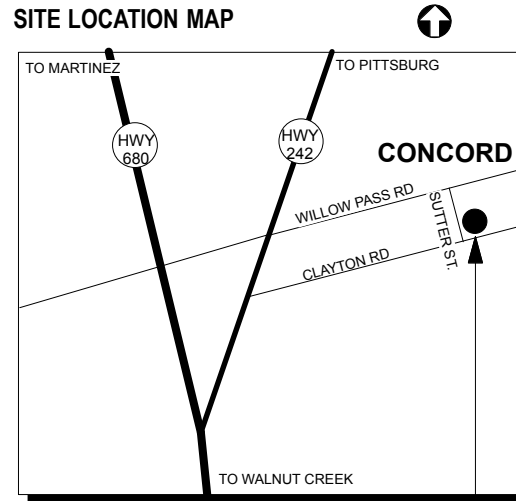 SITE LOCATION MAP
TO MARTINEZ
TO PITTSBURG
HWY
680
HWY
242
CONCORD
WILLOW PASS RD
SUTTER ST.
CLAYTON RD
TO WALNUT CREEK